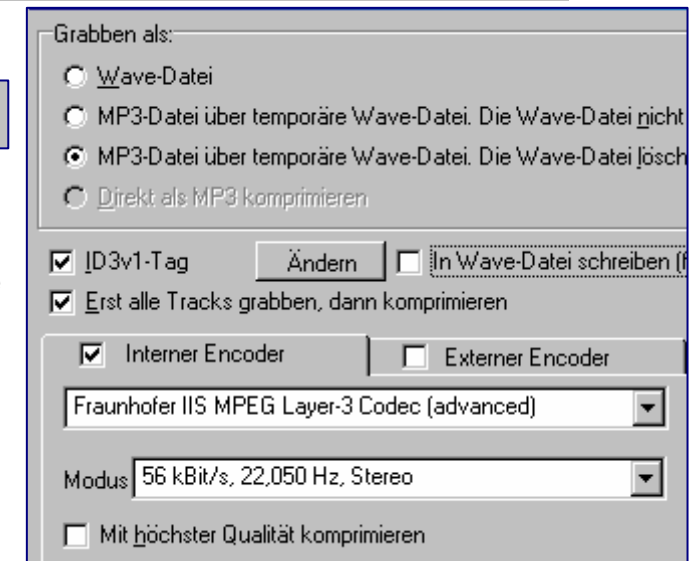 Grabben als:
Wave-Datei
MP3-Datei über temporäre Wave-Datei. Die Wave-Datei nicht
MP3-Datei über temporäre Wave-Datei. Die Wave-Datei lösch
Direkt als MP3 komprimieren
ID3v1-Tag Ändern In Wave-Datei schreiben (f
Erst alle Tracks grabben, dann komprimieren
Interner Encoder Externer Encoder
Fraunhofer IIS MPEG Layer-3 Codec (advanced)
Modus 56 kBit/s, 22,050 Hz, Stereo
Mit höchster Qualität komprimieren